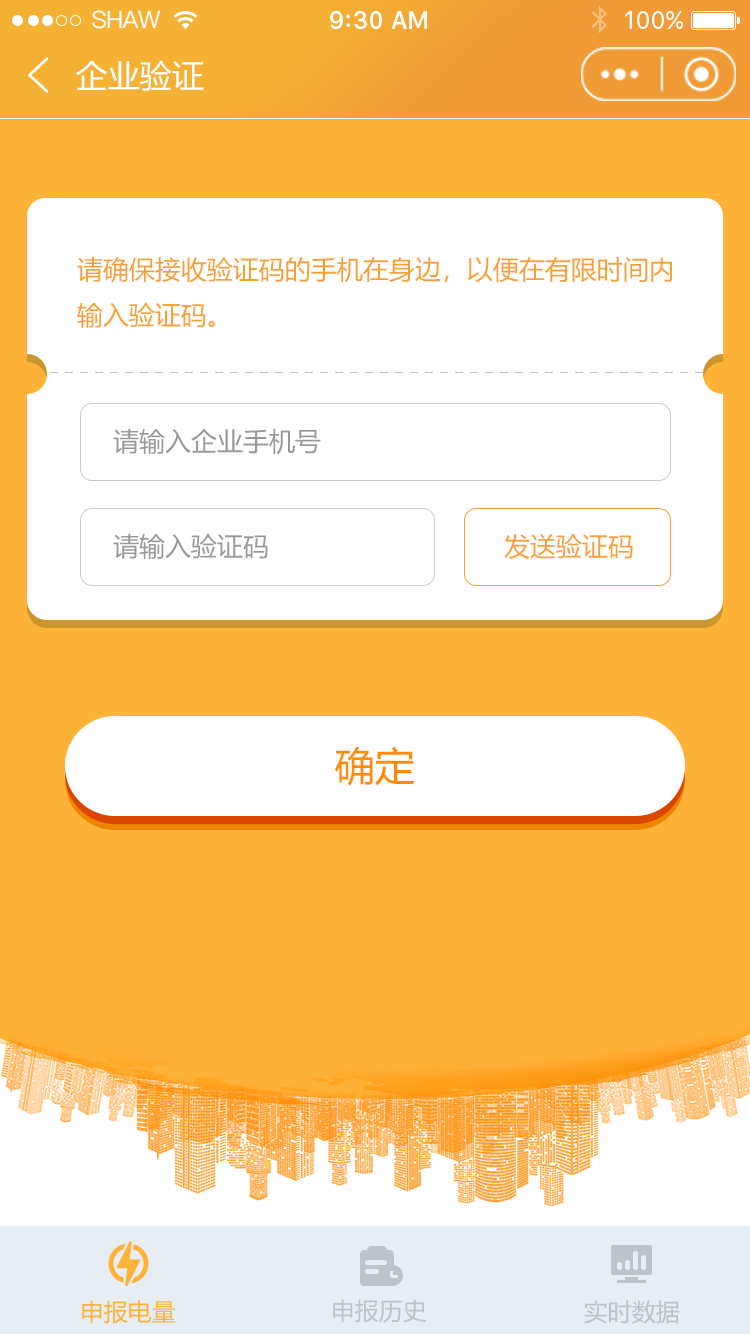 SHAW 9:30 AM 100%
企业验证
请确保接收验证码的手机在身边，以便在有限时间内
输入验证码。
请输入企业手机号
请输入验证码 发送验证码
确定
申报电量 申报历史 实时数据